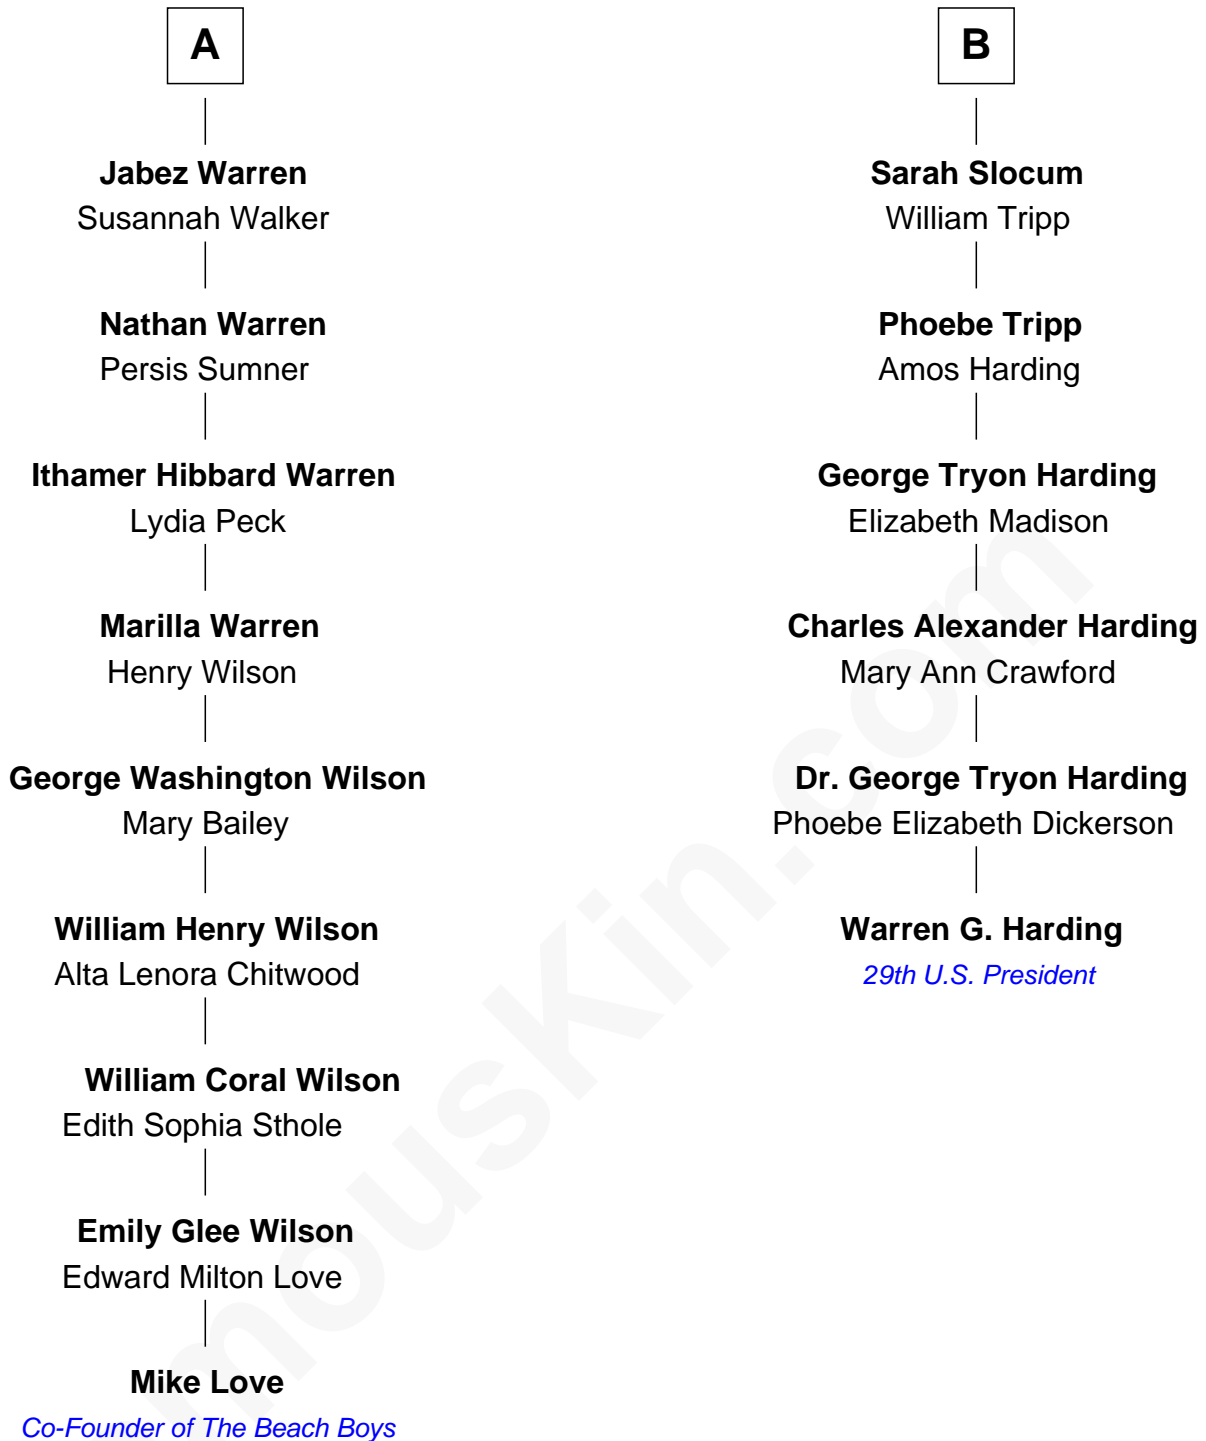 A
Jabez Warren
Susannah Walker
Nathan Warren
Persis Sumner
Ithamer Hibbard Warren
Lydia Peck
Marilla Warren
Henry Wilson
George Washington Wilson
Mary Bailey
William Henry Wilson
Alta Lenora Chitwood
William Coral Wilson
Edith Sophia Sthole
Emily Glee Wilson
Edward Milton Love
Mike Love
Co-Founder of The Beach Boys
B
Sarah Slocum
William Tripp
Phoebe Tripp
Amos Harding
George Tryon Harding
Elizabeth Madison
Charles Alexander Harding
Mary Ann Crawford
Dr. George Tryon Harding
Phoebe Elizabeth Dickerson
Warren G. Harding
29th U.S. President
mousKin.com